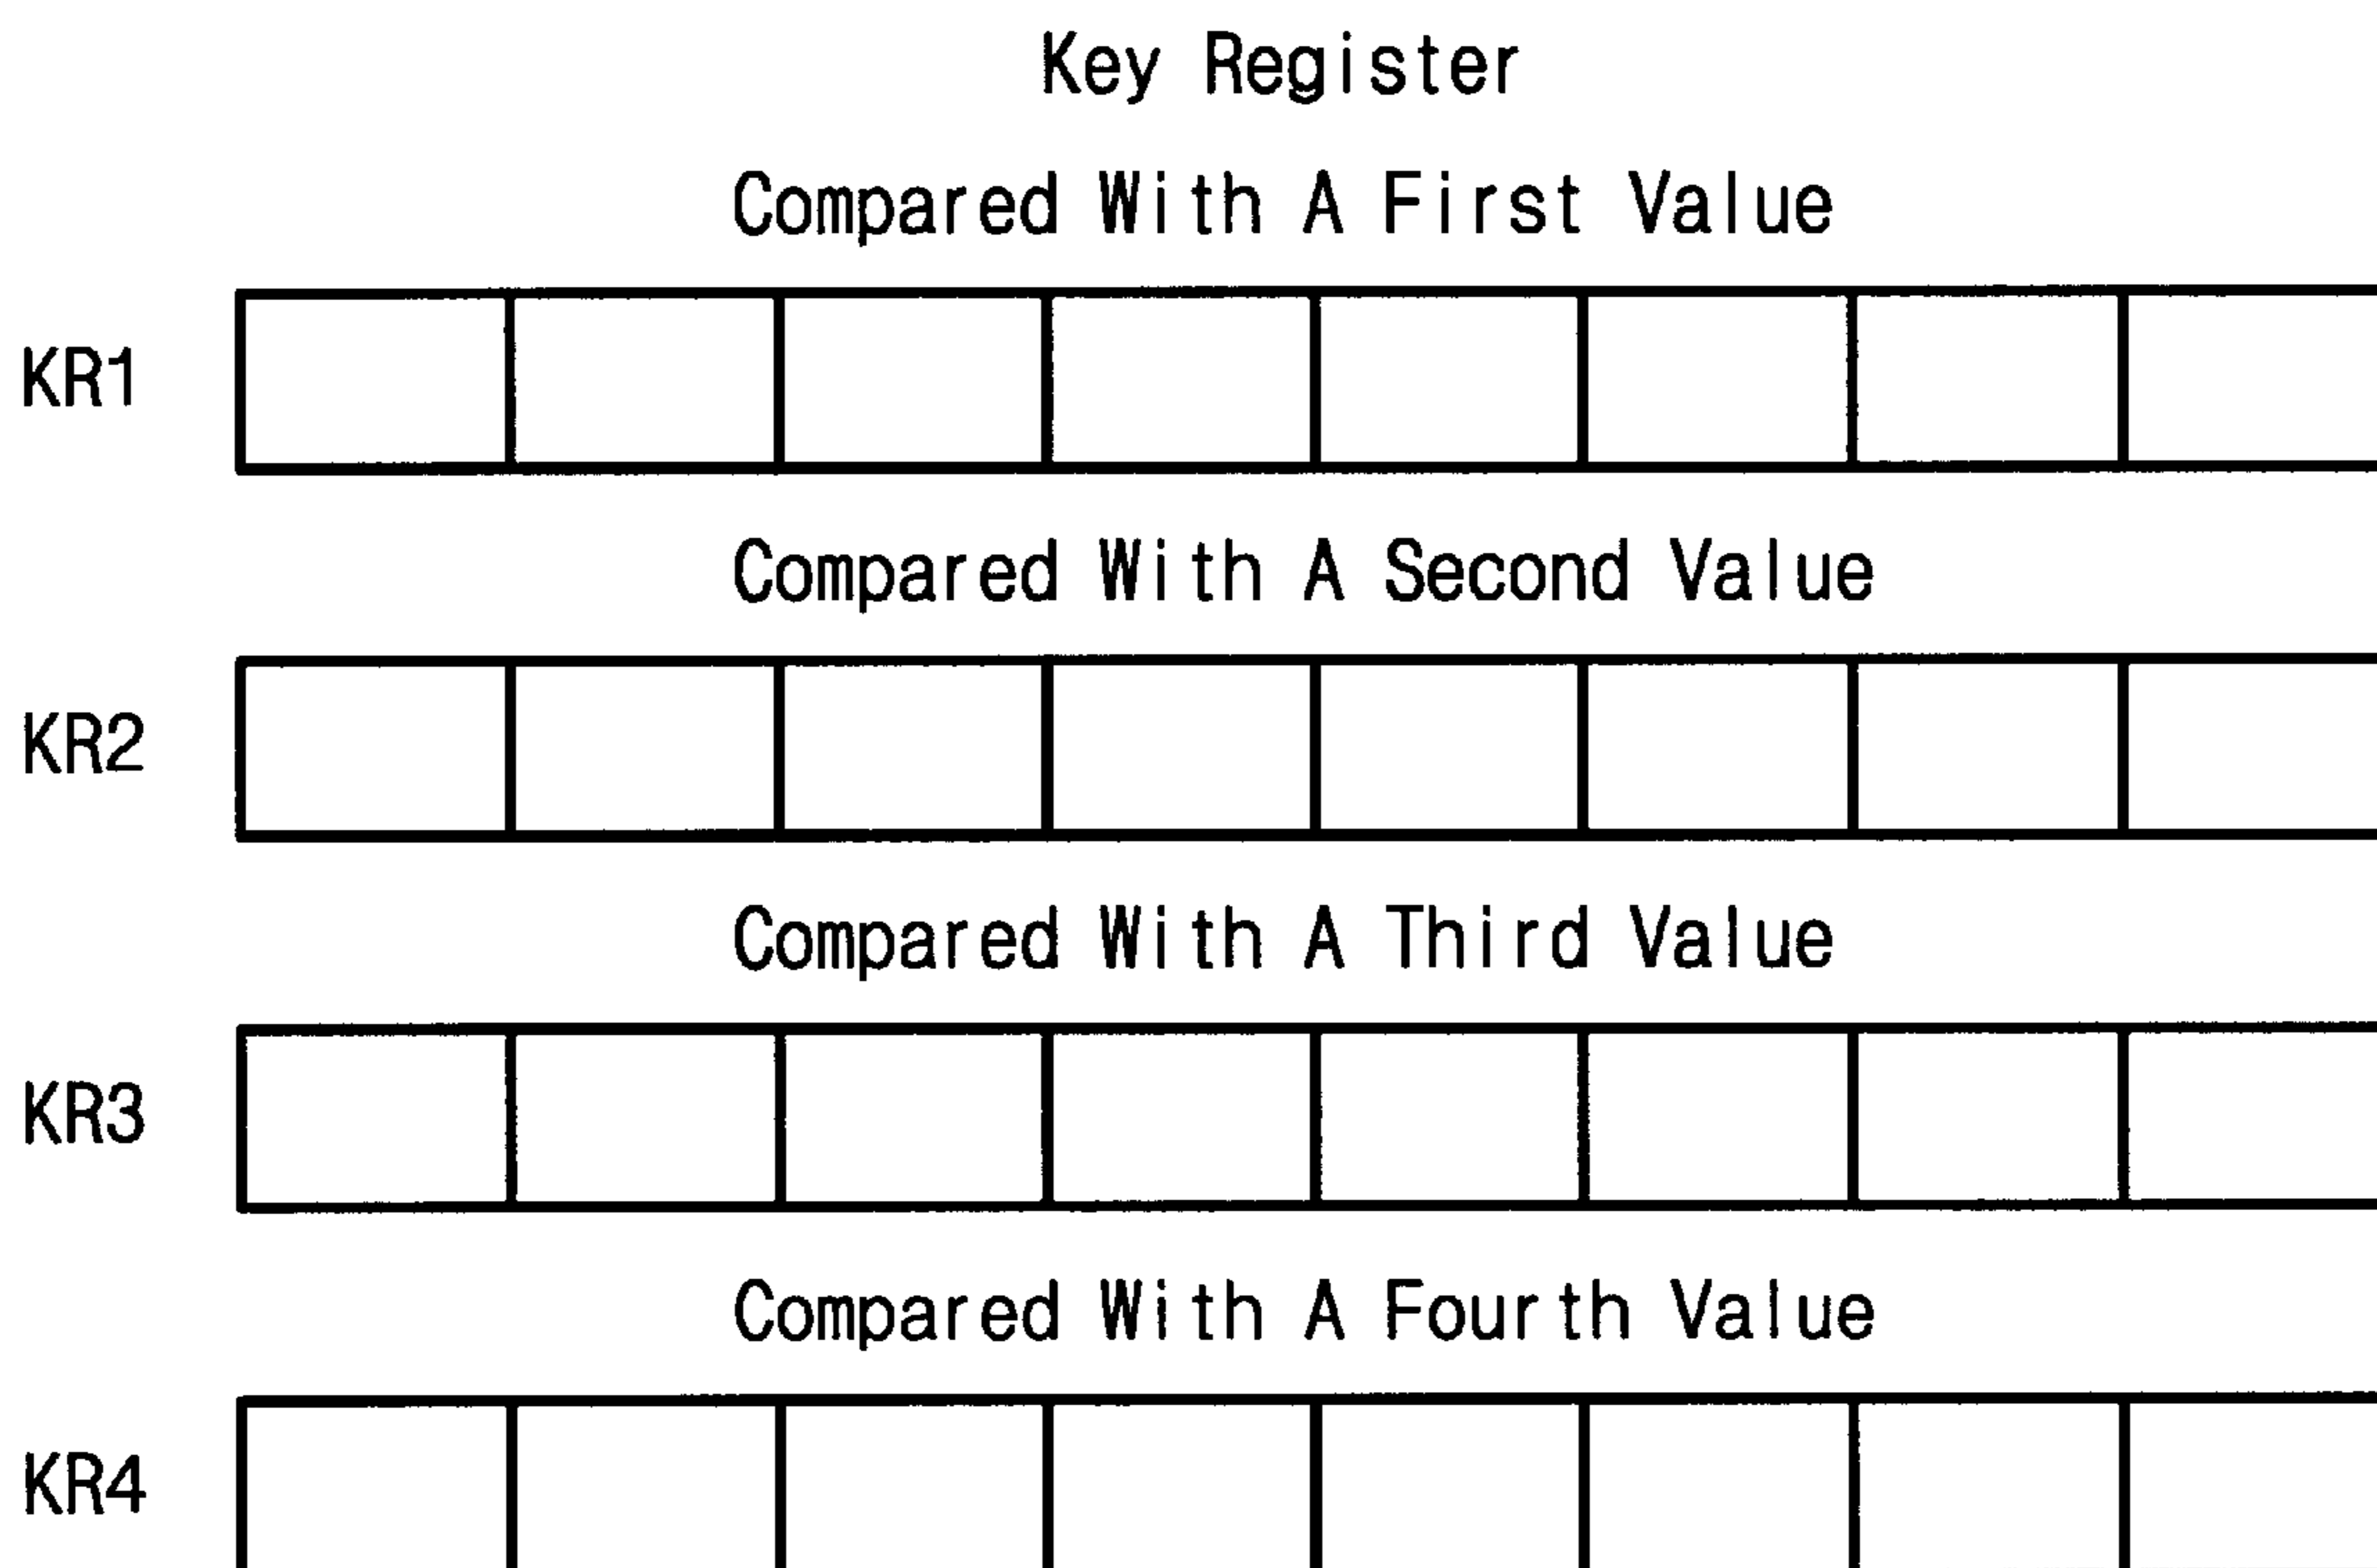 Key Register
Compared With A First Value
KR1
Compared With A Second Value
KR2
Compared With A Third Value
KR3
Compared With A Fourth Value
KR4